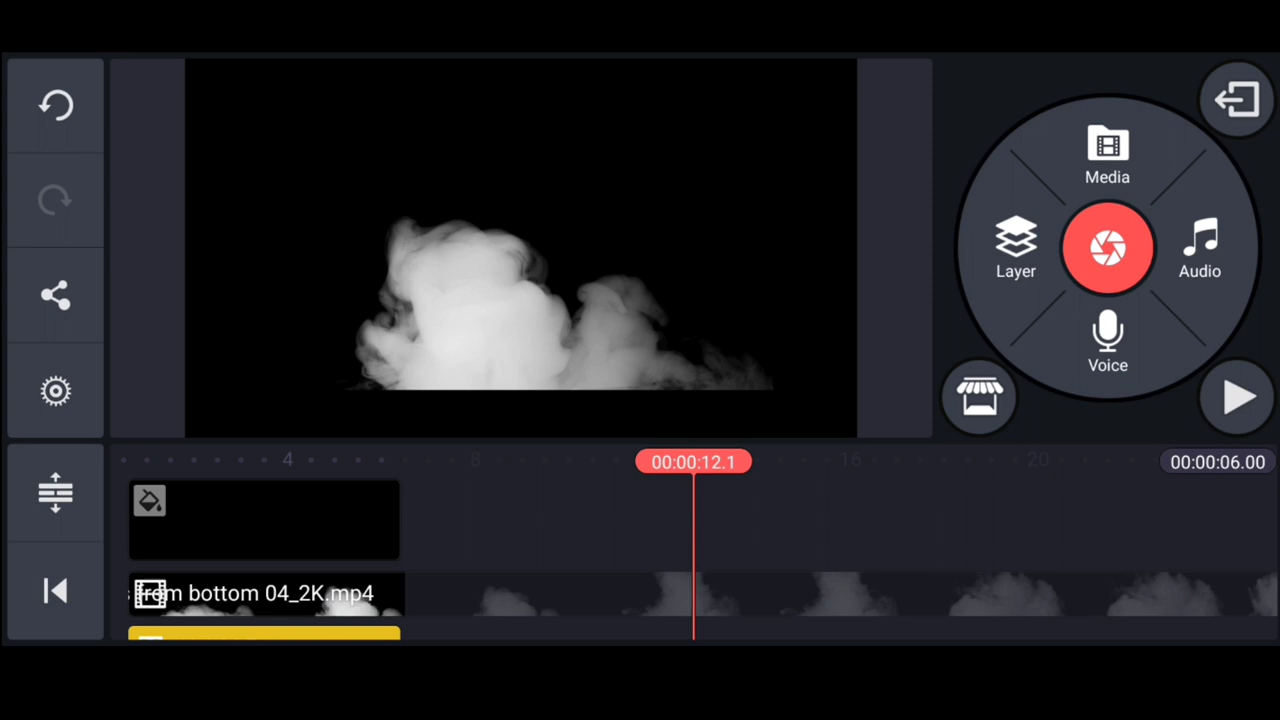 Media
Layer
Audio
Voice
4
8
00:00:12.1
16
20
00:00:06.00
from bottom 04_2K.mp4